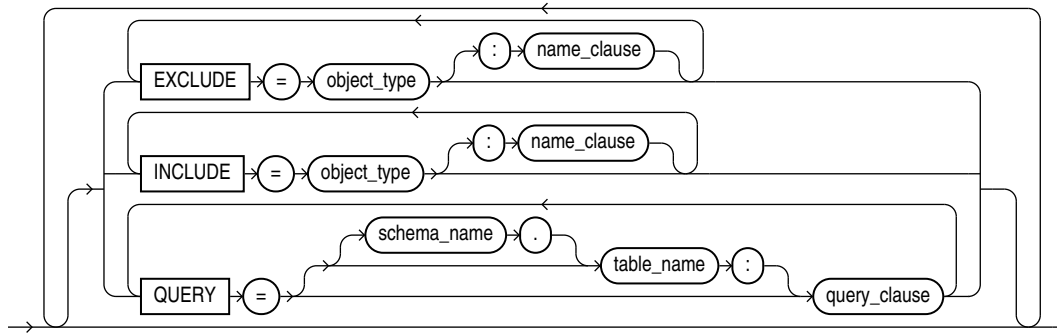 : name_clause
EXCLUDE = object_type
: name_clause
INCLUDE = object_type
schema_name .
table_name :
QUERY = query_clause